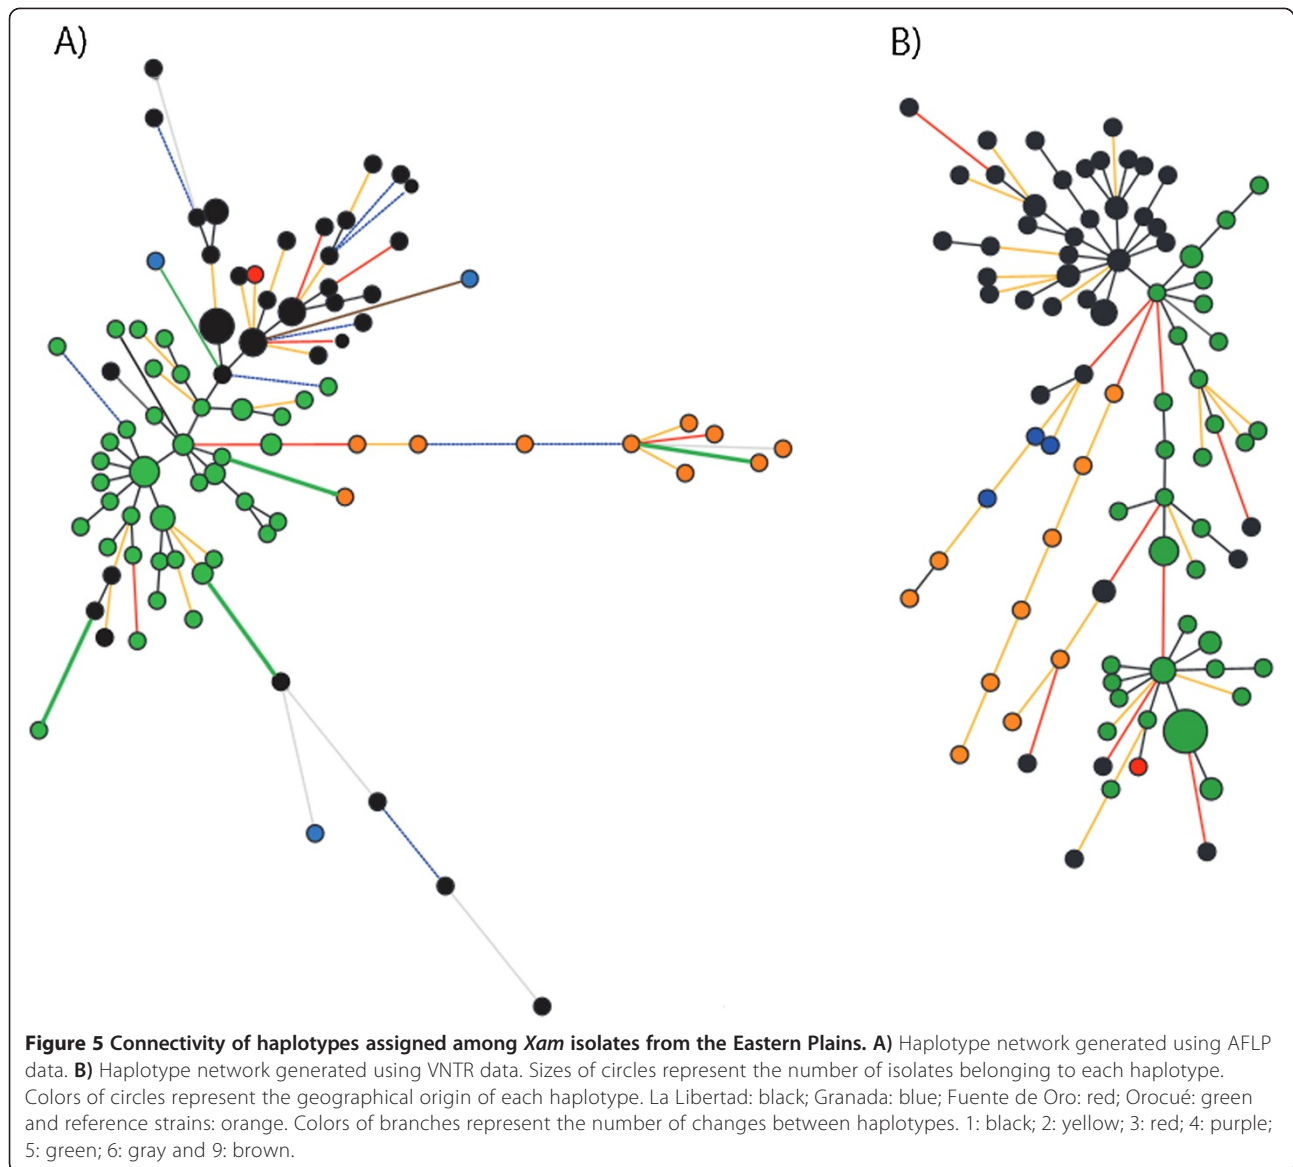 A)
B)
Figure 5 Connectivity of haplotypes assigned among Xam isolates from the Eastern Plains. A) Haplotype network generated using AFLP
data. B) Haplotype network generated using VNTR data. Sizes of circles represent the number of isolates belonging to each haplotype.
Colors of circles represent the geographical origin of each haplotype. La Libertad: black; Granada: blue; Fuente de Oro: red; Orocué: green
and reference strains: orange. Colors of branches represent the number of changes between haplotypes. 1: black; 2: yellow; 3: red; 4: purple;
5: green; 6: gray and 9: brown.